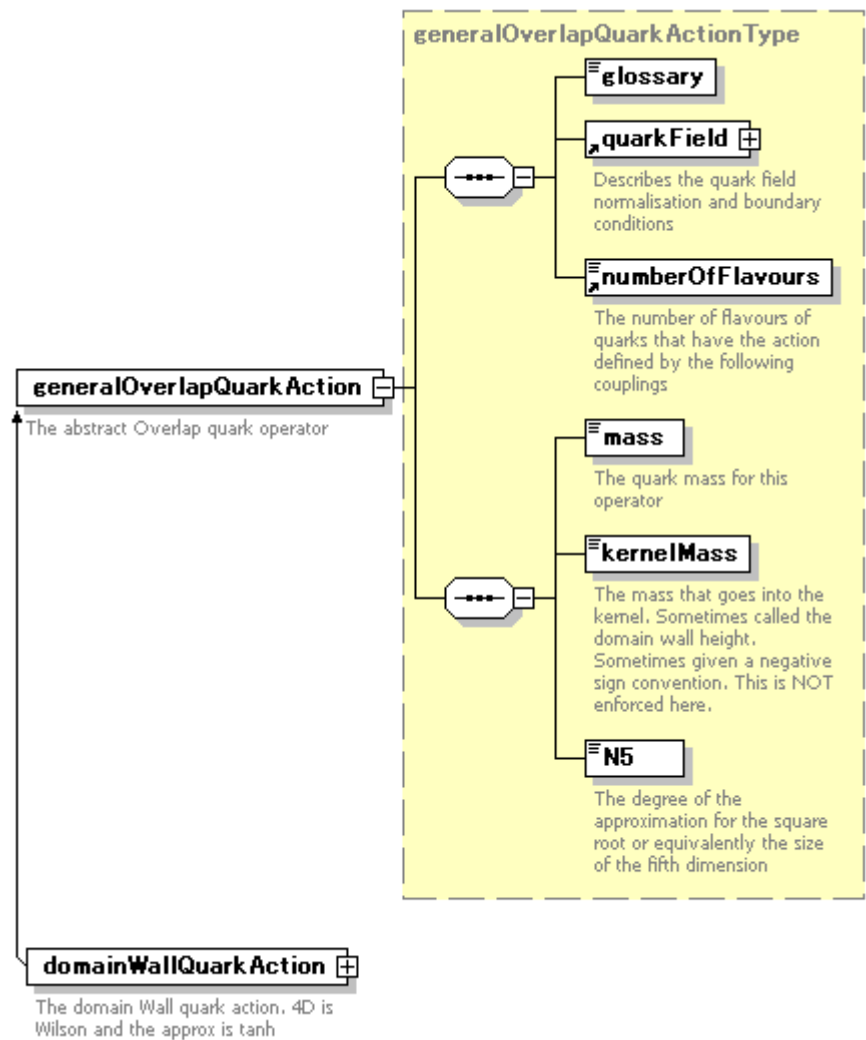 generalOverlapQuarkActionType
glossary
quarkField
Describes the quark field
normalisation and boundary
conditions
numberOfFlavours
The number of flavours of
quarks that have the action
defined by the following
couplings
generalOverlapQuarkAction
The abstract Overlap quark operator
mass
The quark mass for this
operator
kernelMass
The mass that goes into the
kernel. Sometimes called the
domain wall height.
Sometimes given a negative
sign convention. This is NOT
enforced here.
N5
The degree of the
approximation for the square
root or equivalently the size
of the fifth dimension
domainWallQuarkAction
The domain Wall quark action. 4D is
Wilson and the approx is tanh